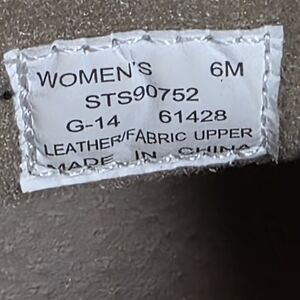 WOMEN'S 6M
STS90752
G-14 61428
LEATHER/FABRIC UPPER
MADE IN CHINA